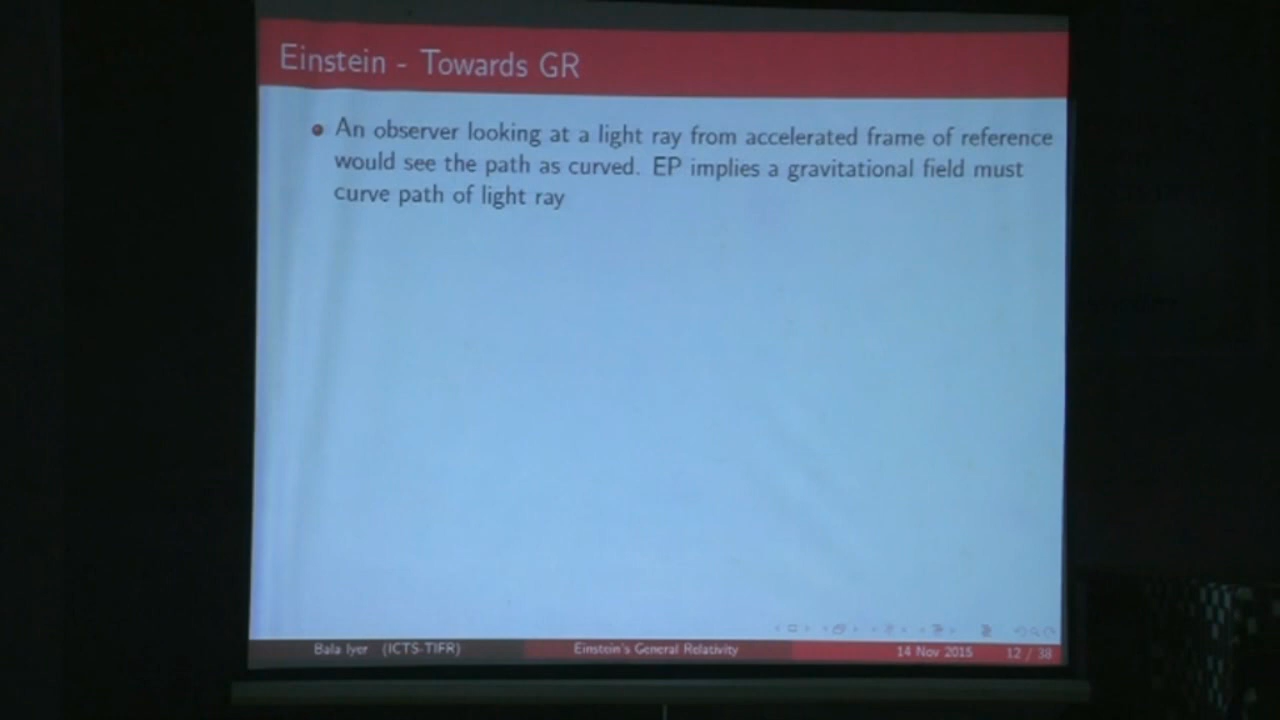 Einstein - Towards GR
An observer looking at a light ray from accelerated frame of reference
would see the path as curved. EP implies a gravitational field must
curve path of light ray
Bala Iyer (ICTS-TIFR) Einstein's General Relativity 14 Nov 2015 12 / 38